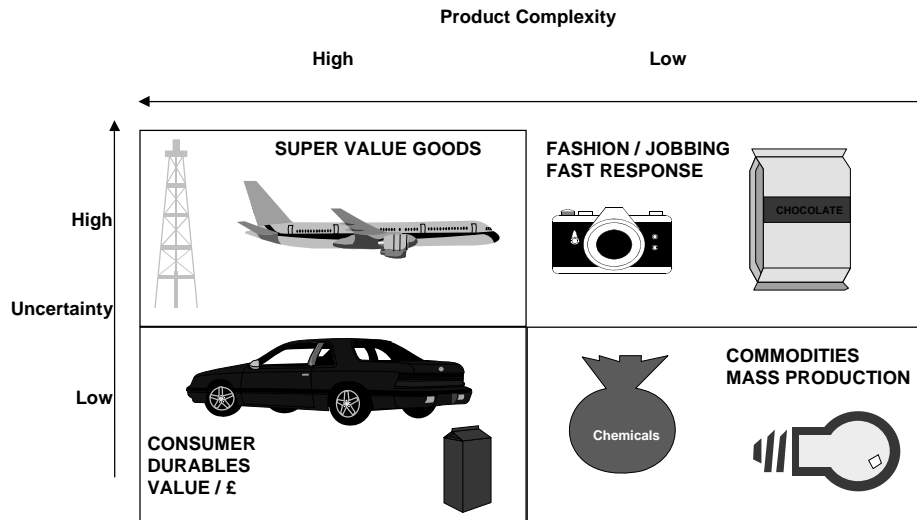 Product Complexity
High
Low
SUPER VALUE GOODS
FASHION / JOBBING
FAST RESPONSE
CHOCOLATE
High
Uncertainty
Low
COMMODITIES
MASS PRODUCTION
Chemicals
CONSUMER
DURABLES
VALUE / £